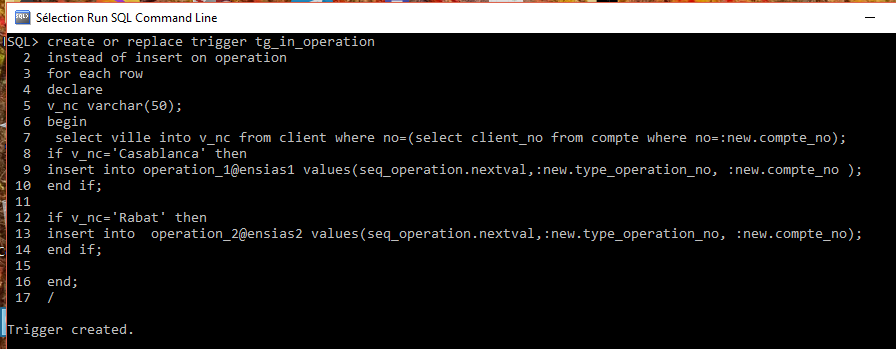 Sélection Run SQL Command Line
SQL> create or replace trigger tg_in_operation
2 instead of insert on operation
3 for each row
4 declare
5 v_nc varchar(50);
6 begin
7 select ville into v_nc from client where no=(select client_no from compte where no=:new.compte_no);
8 if v_nc='Casablanca' then
9 insert into operation_1@ensias1 values(seq_operation.nextval,:new.type_operation_no, :new.compte_no );
10 end if;
11
12 if v_nc='Rabat' then
13 insert into  operation_2@ensias2 values(seq_operation.nextval,:new.type_operation_no, :new.compte_no);
14 end if;
15
16 end;
17 /
Trigger created.